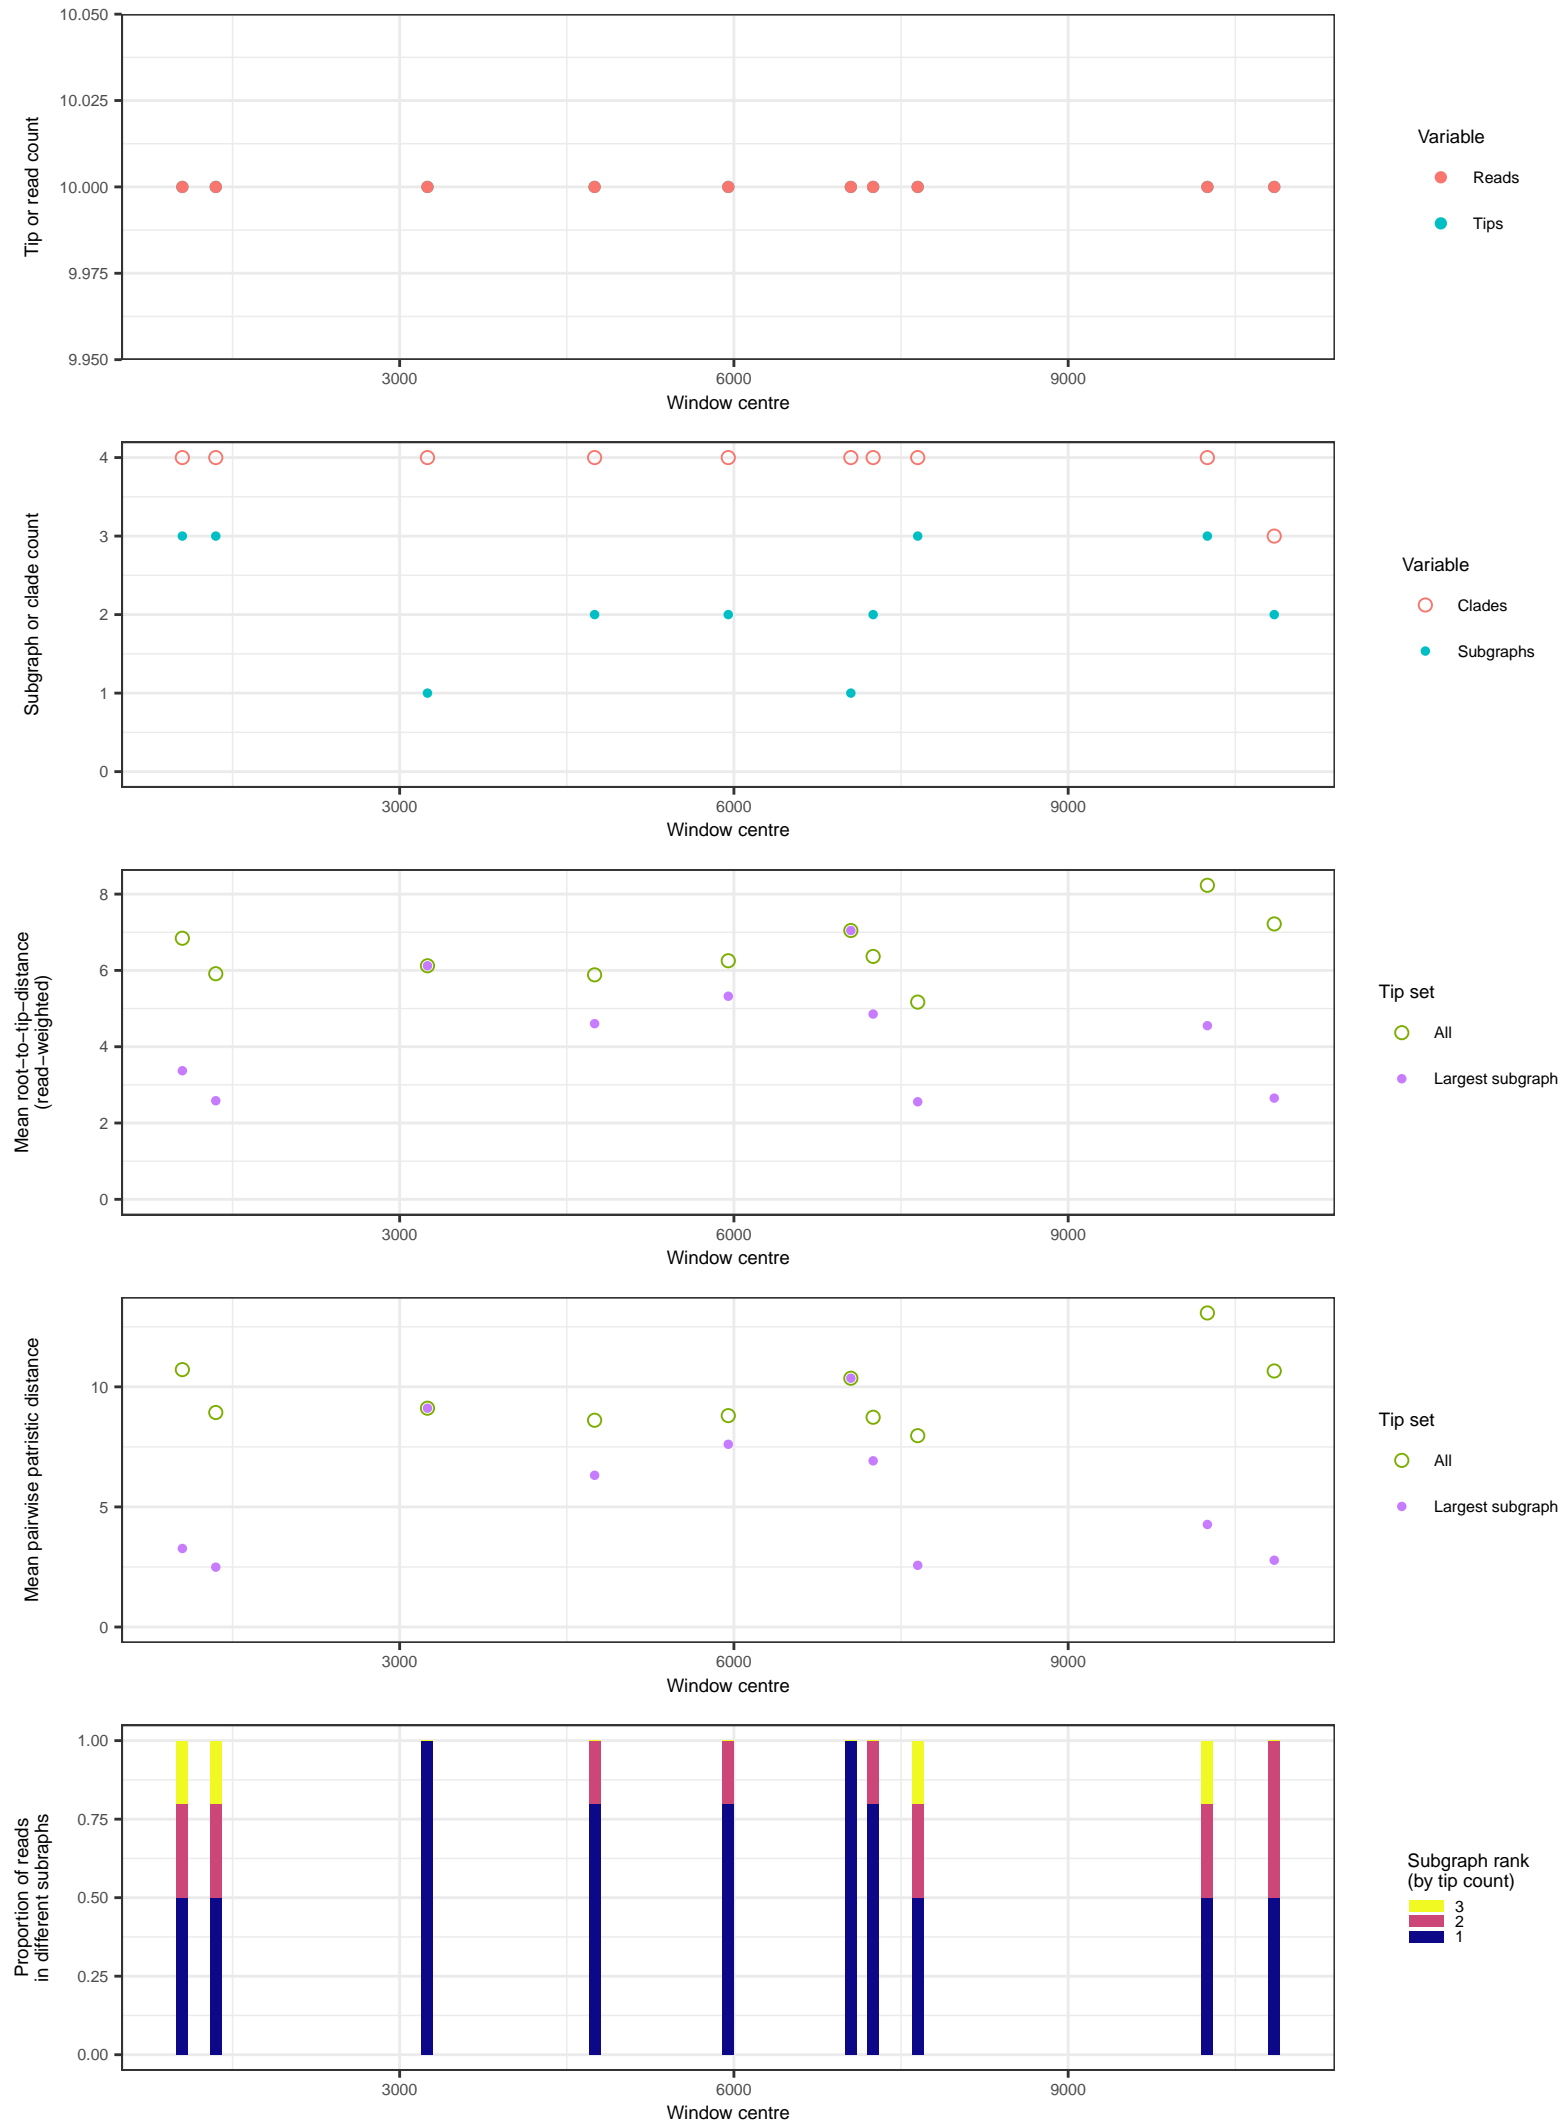 10.050
10.025
10.000
9.975
9.950
Tip or read count
3000 6000 9000
Window centre
Variable
Reads
Tips
4
3
2
1
0
Subgraph or clade count
3000 6000 9000
Window centre
Variable
Clades
Subgraphs
8
6
4
2
0
Mean root−to−tip−distance
(read−weighted)
3000 6000 9000
Window centre
Tip set
All
Largest subgraph
10
5
0
Mean pairwise patristic distance
3000 6000 9000
Window centre
Tip set
All
Largest subgraph
1.00
0.75
0.50
0.25
0.00
Proportion of reads
in different subraphs
3000 6000 9000
Window centre
Subgraph rank
(by tip count)
3
2
1